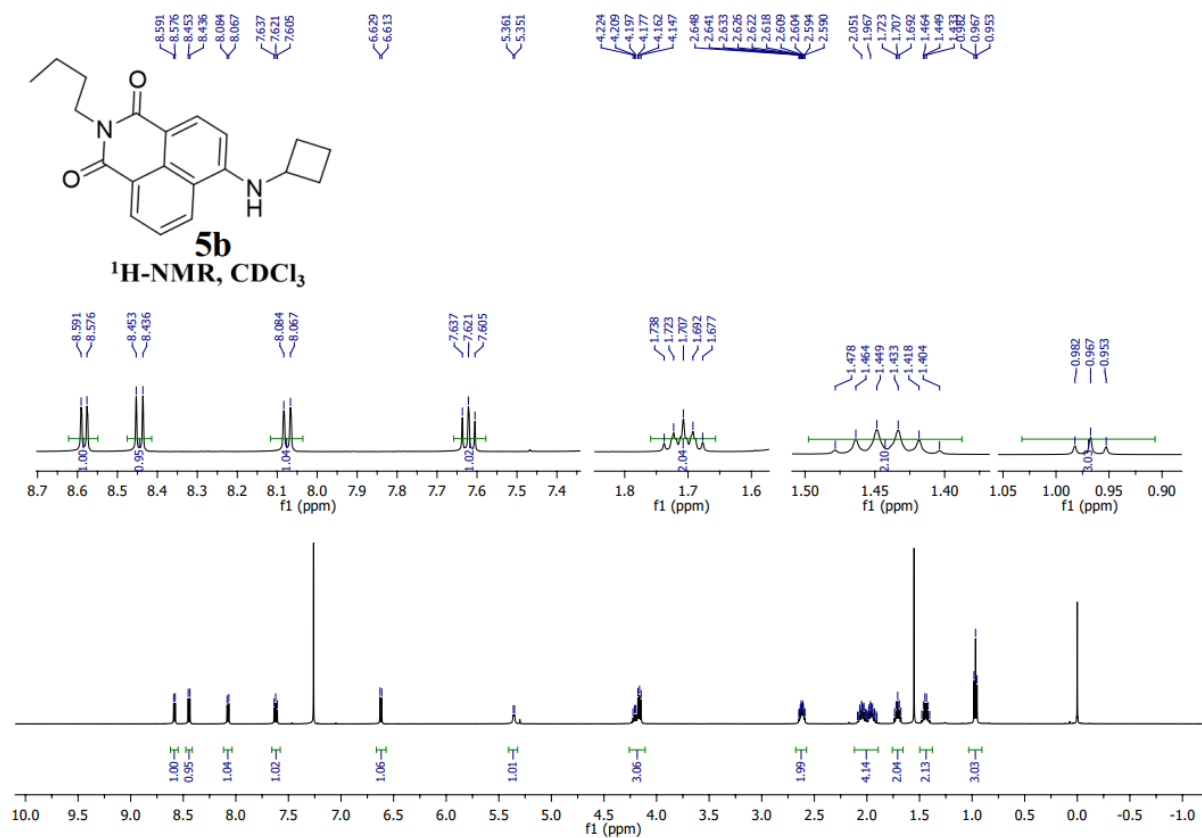 8.591 8.576 8.453 8.436 8.084 8.067 7.637 7.621 7.605 6.629 6.613 5.361 5.351 4.224 4.209 4.197 4.177 4.162 4.147 2.648 2.641 2.633 2.626 2.622 2.618 2.609 2.604 2.594 2.590 2.051 1.967 1.723 1.707 1.692 1.464 1.449 1.433 0.982 0.967 0.953
O
N
O
N
H
5b
¹H-NMR, CDCl₃
8.591 8.576 8.453 8.436 8.084 8.067 7.637 7.621 7.605
1.738 1.723 1.707 1.692 1.677
1.478 1.464 1.449 1.433 1.418 1.404
0.982 0.967 0.953
1.00 0.95 1.04 1.02
2.04
2.10
3.03
8.7 8.6 8.5 8.4 8.3 8.2 8.1 8.0 7.9 7.8 7.7 7.6 7.5 7.4
f1 (ppm)
1.8 1.7 1.6
f1 (ppm)
1.50 1.45 1.40
f1 (ppm)
1.05 1.00 0.95 0.90
f1 (ppm)
1.00 0.95 1.04 1.02 1.06 1.01 3.06 1.99 4.14 2.04 2.13 3.03
10.0 9.5 9.0 8.5 8.0 7.5 7.0 6.5 6.0 5.5 5.0 4.5 4.0 3.5 3.0 2.5 2.0 1.5 1.0 0.5 0.0 -0.5 -1.0
f1 (ppm)